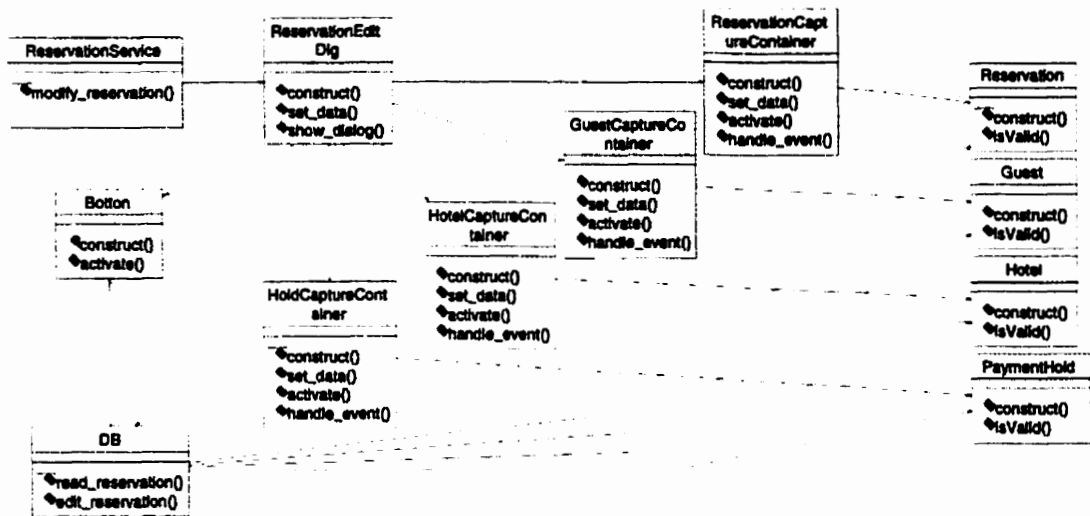 ReservationService
modify_reservation()
ReservationEdit
Dlg
construct()
set_data()
show_dialog()
ReservationCapt
ureContainer
construct()
set_data()
activate()
handle_event()
Reservation
construct()
isValid()
GuestCaptureCo
ntainer
construct()
set_data()
activate()
handle_event()
Guest
construct()
isValid()
Botton
construct()
activate()
HotelCaptureCon
tainer
construct()
set_data()
activate()
handle_event()
Hotel
construct()
isValid()
HoldCaptureCont
ainer
construct()
set_data()
activate()
handle_event()
PaymentHold
construct()
isValid()
DB
read_reservation()
edit_reservation()